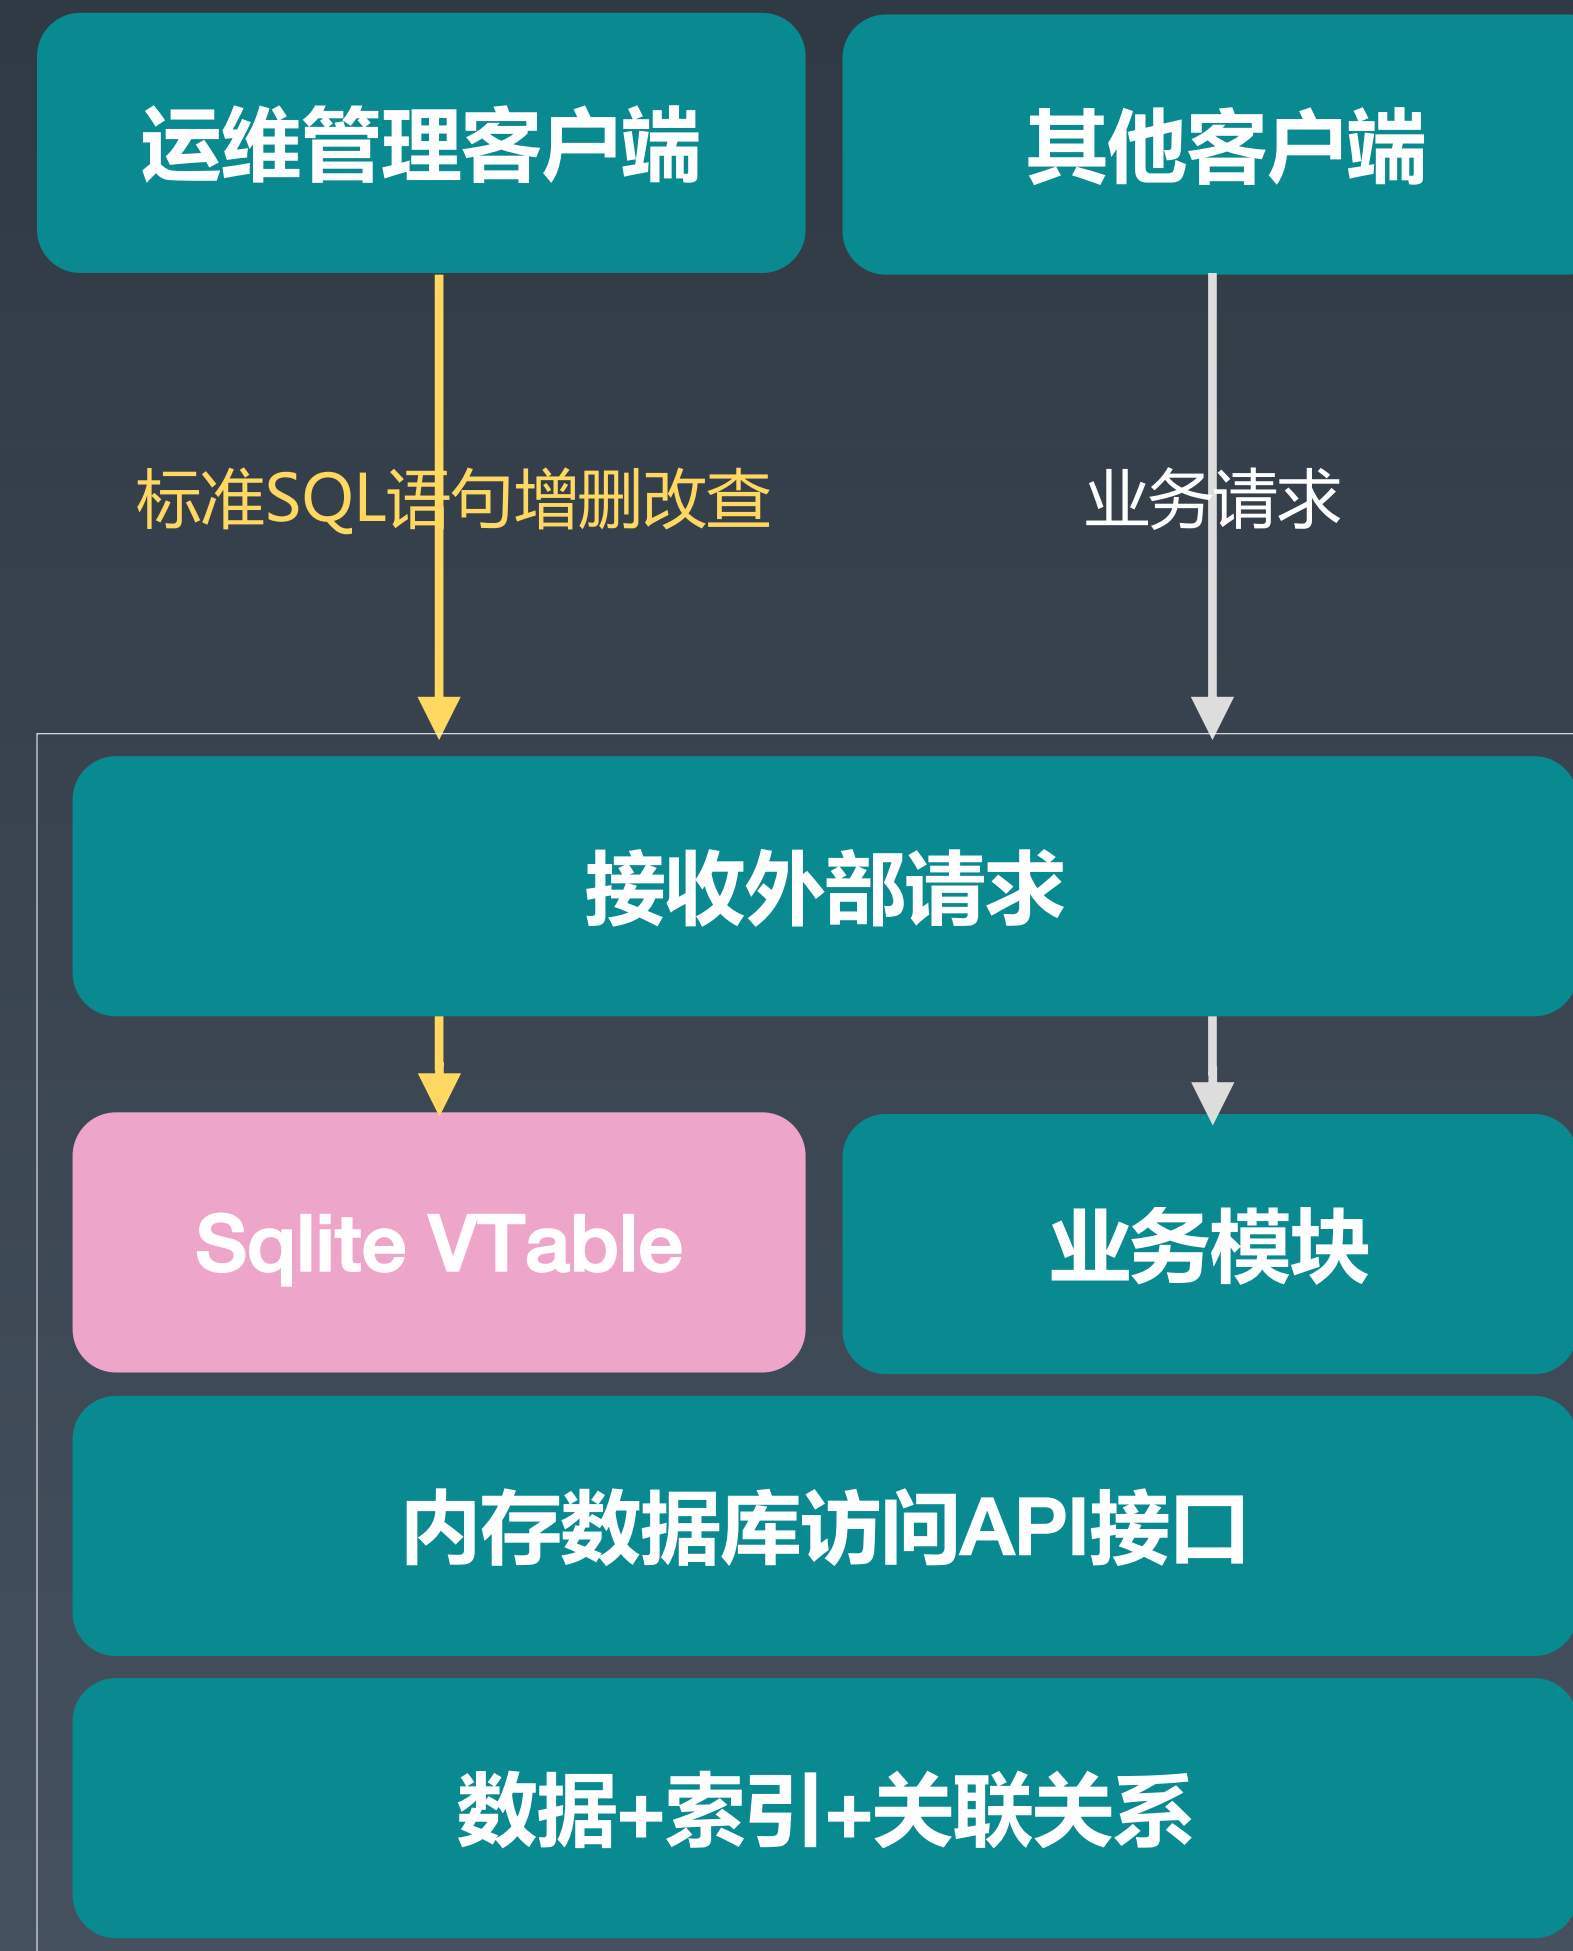 运维管理客户端
其他客户端
标准SQL语句增删改查
业务请求
接收外部请求
Sqlite VTable
业务模块
内存数据库访问API接口
数据+索引+关联关系